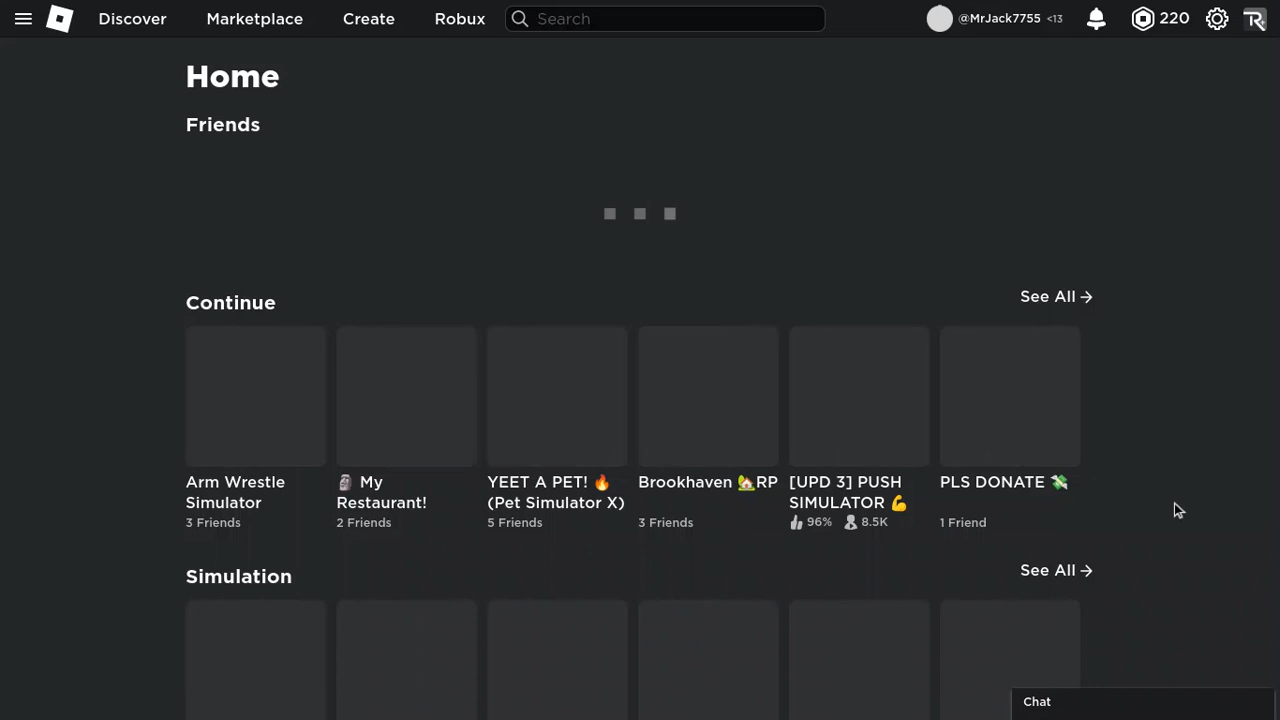 Discover Marketplace Create Robux Search @MrJack7755 <13 220
Home
Friends
Continue See All →
Arm Wrestle
Simulator
3 Friends
🗿 My
Restaurant!
2 Friends
YEET A PET! 🔥
(Pet Simulator X)
5 Friends
Brookhaven 🏡RP
3 Friends
[UPD 3] PUSH
SIMULATOR 💪
96% 8.5K
PLS DONATE 💸
1 Friend
Simulation See All →
Chat